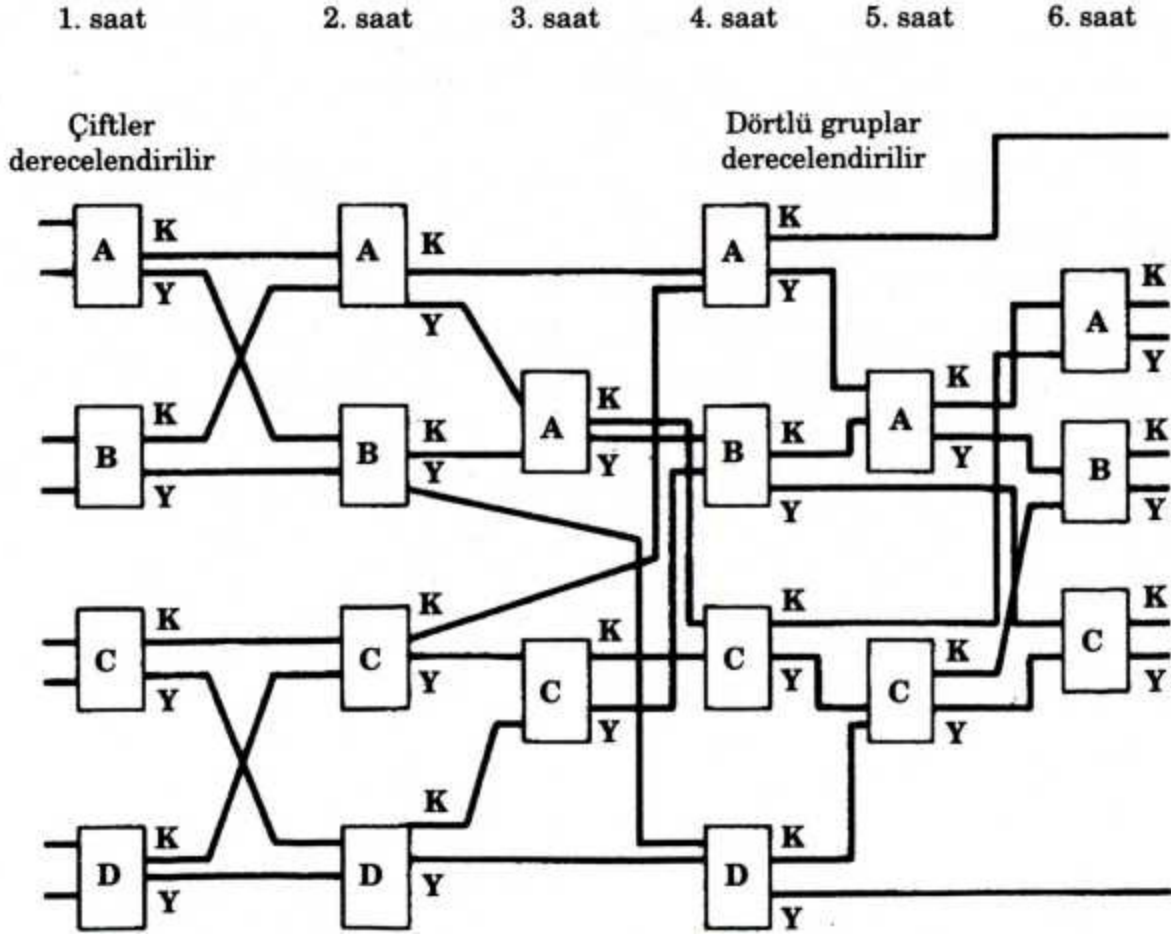 1. saat
2. saat
3. saat
4. saat
5. saat
6. saat
Çiftler
derecelendirilir
Dörtlü gruplar
derecelendirilir
A
K
Y
B
K
Y
C
K
Y
D
K
Y
A
K
Y
B
K
Y
C
K
Y
D
K
Y
A
K
Y
C
K
Y
A
K
Y
B
K
Y
C
K
Y
D
K
Y
A
K
Y
C
K
Y
A
K
Y
B
K
Y
C
K
Y